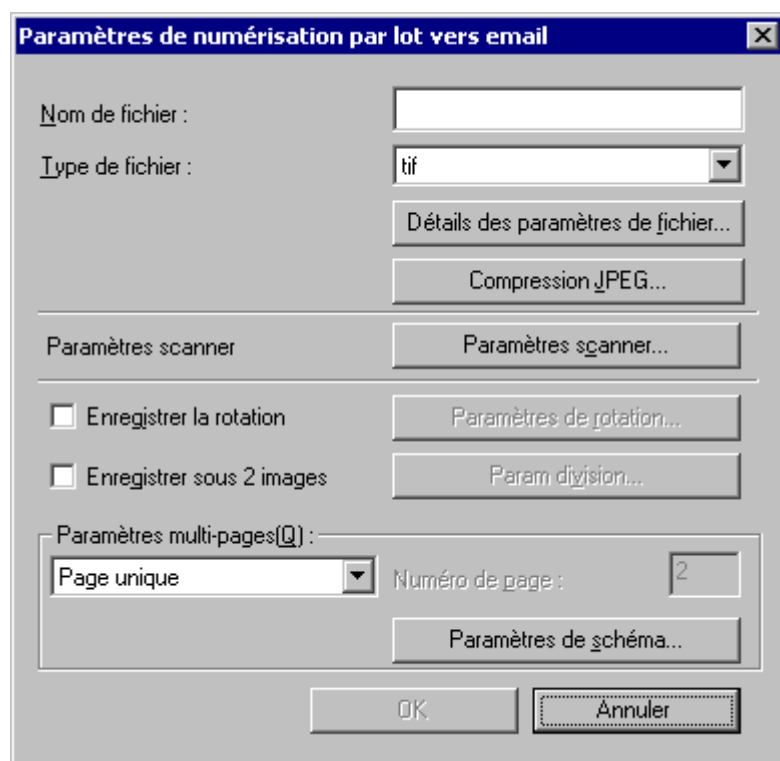 Paramètres de numérisation par lot vers email
Nom de fichier :
Type de fichier : tif
Détails des paramètres de fichier...
Compression JPEG...
Paramètres scanner Paramètres scanner...
Enregistrer la rotation Paramètres de rotation...
Enregistrer sous 2 images Param division...
Paramètres multi-pages(Q) :
Page unique Numéro de page : 2
Paramètres de schéma...
OK Annuler